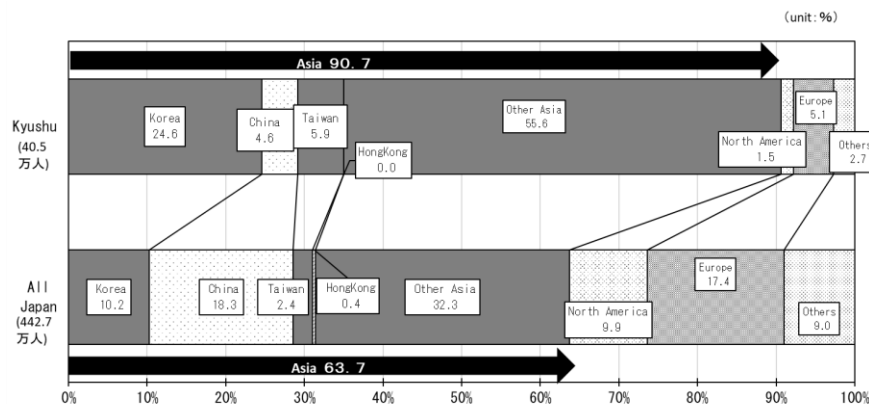 (unit:%)
Asia 90.7
Kyushu
(40.5
万人)
Korea
24.6
China
4.6
Taiwan
5.9
HongKong
0.0
Other Asia
55.6
North America
1.5
Europe
5.1
Others
2.7
All
Japan
(442.7
万人)
Korea
10.2
China
18.3
Taiwan
2.4
HongKong
0.4
Other Asia
32.3
North America
9.9
Europe
17.4
Others
9.0
Asia 63.7
0% 10% 20% 30% 40% 50% 60% 70% 80% 90% 100%